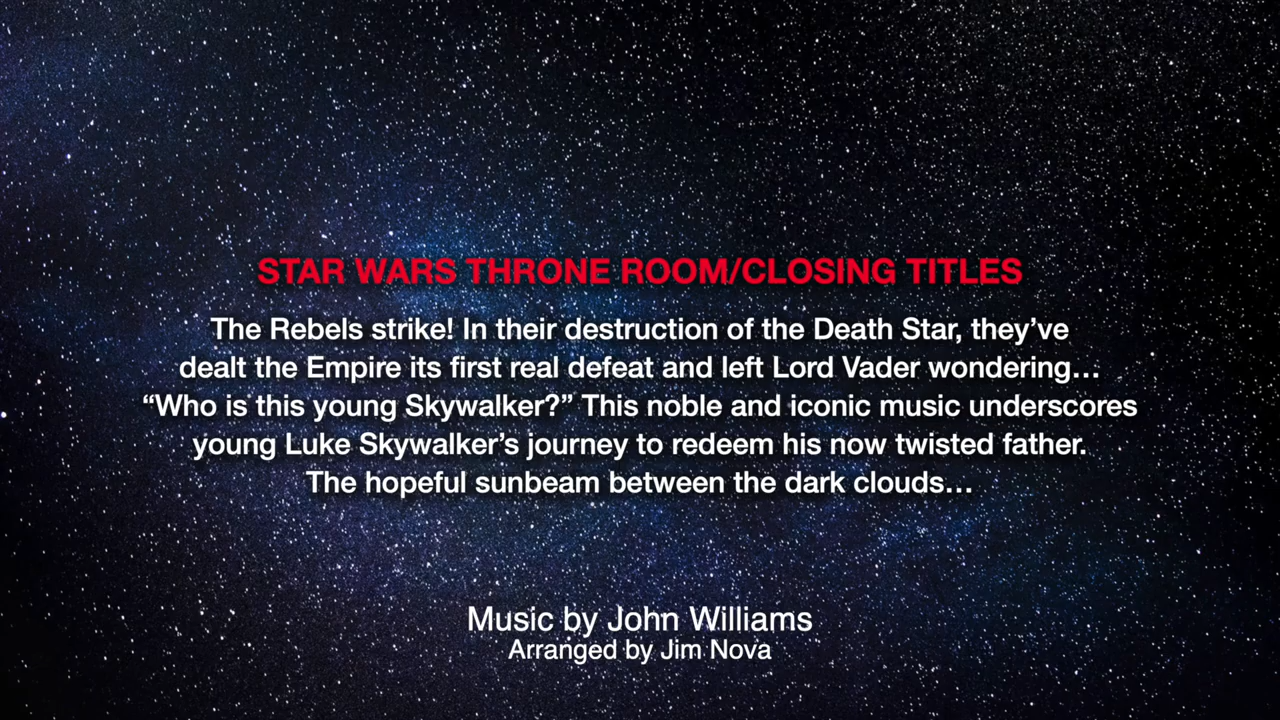 STAR WARS THRONE ROOM/CLOSING TITLES
The Rebels strike! In their destruction of the Death Star, they’ve
dealt the Empire its first real defeat and left Lord Vader wondering…
“Who is this young Skywalker?” This noble and iconic music underscores
young Luke Skywalker’s journey to redeem his now twisted father.
The hopeful sunbeam between the dark clouds…
Music by John Williams
Arranged by Jim Nova